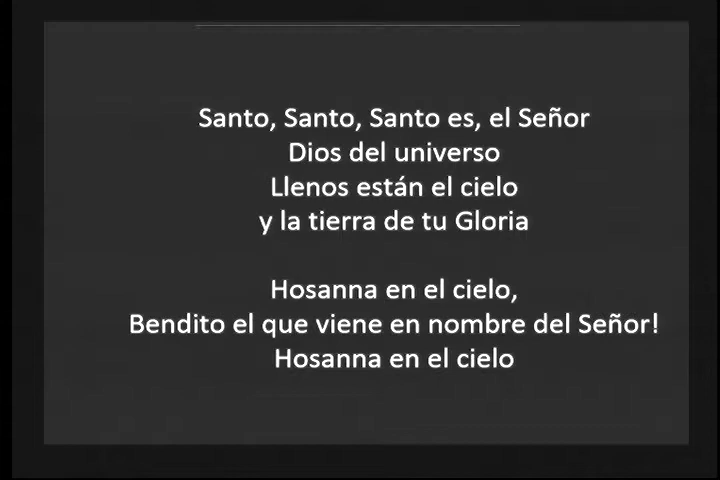 Santo, Santo, Santo es, el Señor
Dios del universo
Llenos están el cielo
y la tierra de tu Gloria
Hosanna en el cielo,
Bendito el que viene en nombre del Señor!
Hosanna en el cielo